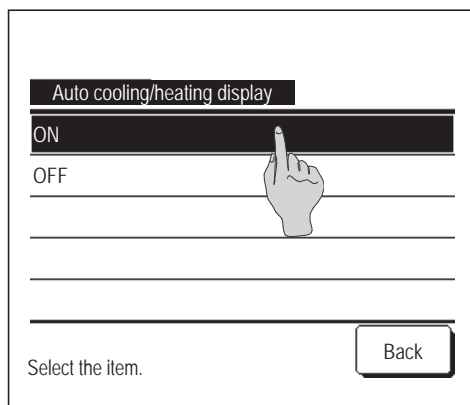 Auto cooling/heating display
ON
OFF
Select the item.
Back